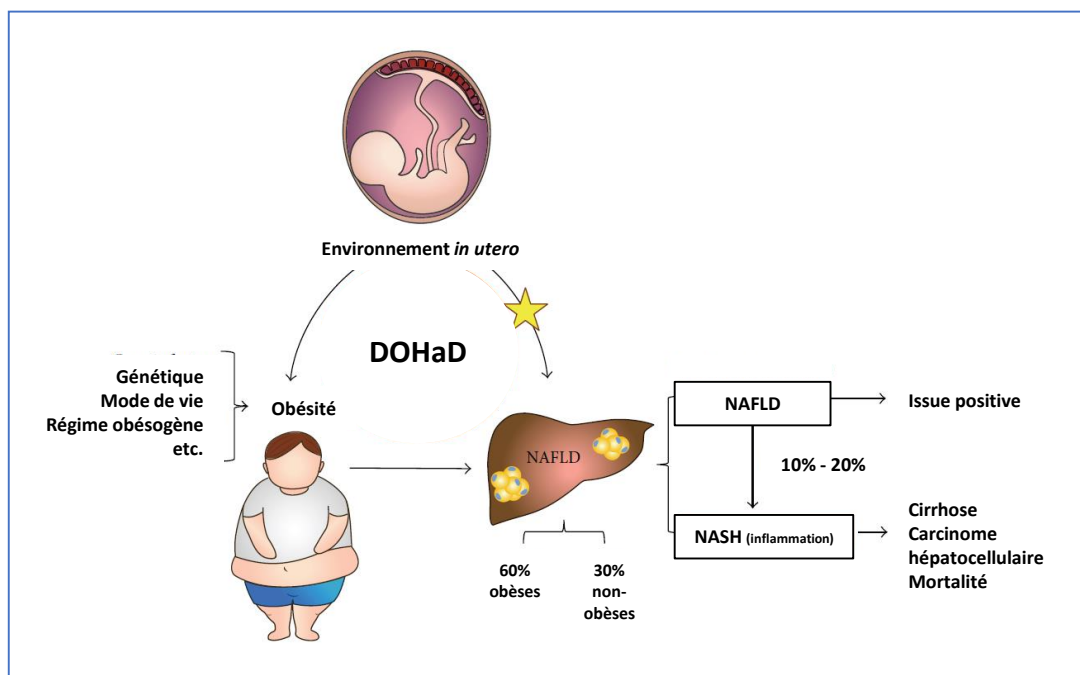 Environnement in utero
DOHaD
Génétique
Mode de vie
Régime obésogène
etc.
Obésité
NAFLD
60%
obèses
30%
non-
obèses
NAFLD
Issue positive
10% - 20%
NASH (inflammation)
Cirrhose
Carcinome
hépatocellulaire
Mortalité